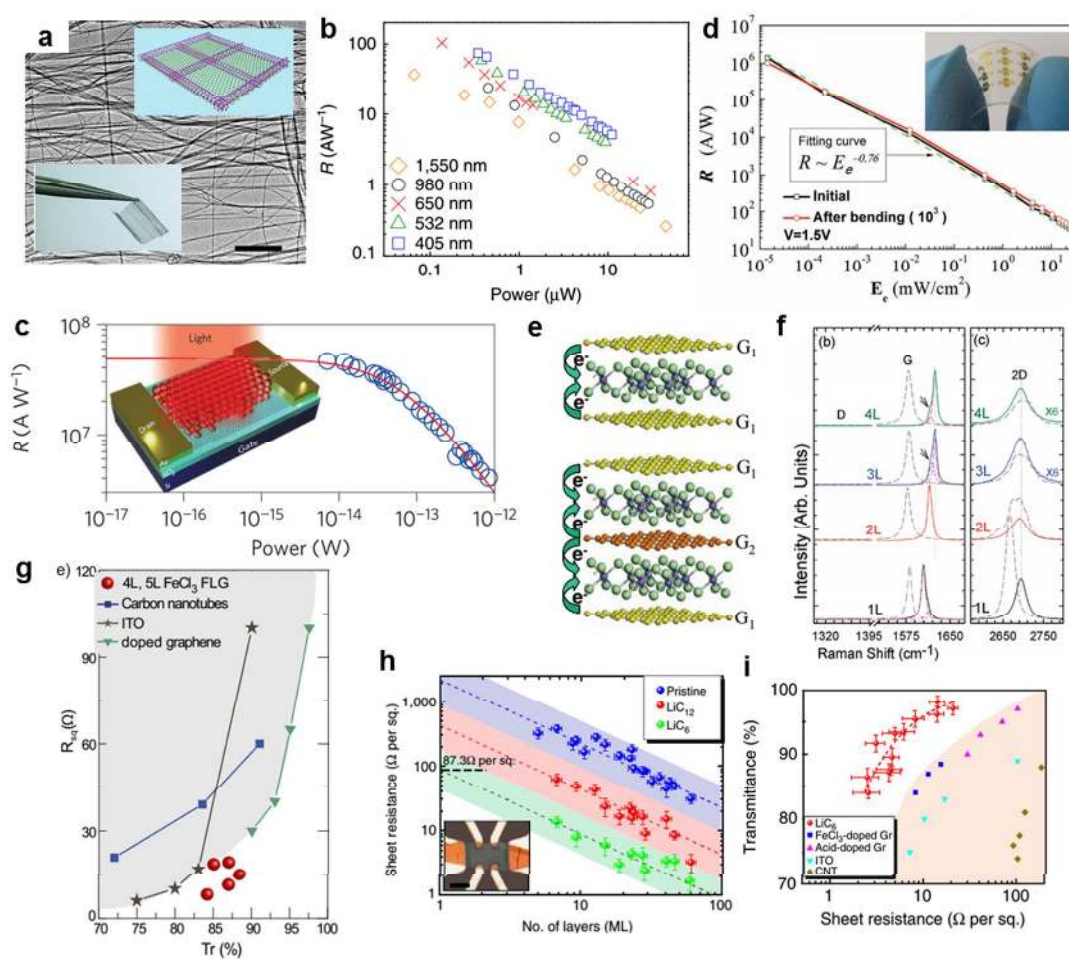 a
b
R (AW⁻¹)
100
10
1
0.1
1,550 nm
980 nm
650 nm
532 nm
405 nm
0.1
1
10
Power (μW)
d
R (A/W)
10⁷
10⁶
10⁵
10⁴
10³
10²
10¹
Fitting curve
R ~ Eₑ⁻⁰·⁷⁶
Initial
After bending ( 10³ )
V=1.5V
10⁻⁵
10⁻⁴
10⁻³
10⁻²
10⁻¹
10⁰
10¹
Eₑ (mW/cm²)
c
R (A W⁻¹)
10⁸
10⁷
Light
Source
Drain
Gate
10⁻¹⁷
10⁻¹⁶
10⁻¹⁵
10⁻¹⁴
10⁻¹³
10⁻¹²
Power (W)
e
e⁻
e⁻
G₁
G₁
e⁻
e⁻
e⁻
e⁻
G₁
G₂
G₁
f
(b)
(c)
G
2D
D
4L
3L
2L
1L
4L
X6
3L
X6
2L
1L
Intensity (Arb. Units)
1320
1395
1575
1650
2650
2780
Raman Shift (cm⁻¹)
g
e)
R_sq(Ω)
120
90
60
30
0
4L, 5L FeCl₃ FLG
Carbon nanotubes
ITO
doped graphene
70
75
80
85
90
95
100
Tr (%)
h
Sheet resistance (Ω per sq.)
1,000
100
10
1
87.3Ω per sq.
Pristine
LiC₁₂
LiC₆
1
10
100
No. of layers (ML)
i
Transmittance (%)
100
90
80
70
LiC₆
FeCl₃-doped Gr
Acid-doped Gr
ITO
CNT
1
10
100
Sheet resistance (Ω per sq.)